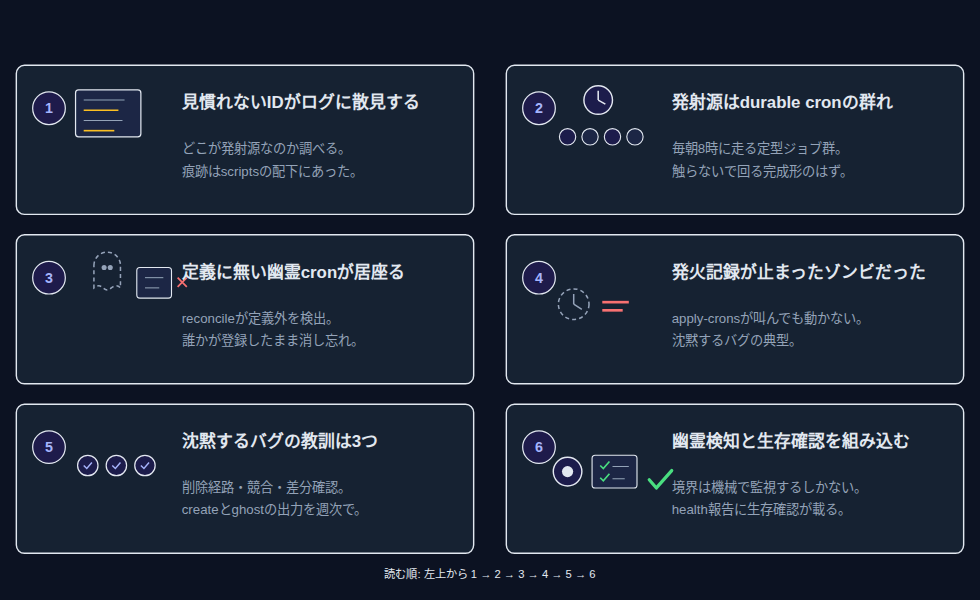 1
見慣れないIDがログに散見する
どこが発射源なのか調べる。
痕跡はscriptsの配下にあった。
2
発射源はdurable cronの群れ
毎朝8時に走る定型ジョブ群。
触らないで回る完成形のはず。
3
定義に無い幽霊cronが居座る
reconcileが定義外を検出。
誰かが登録したまま消し忘れ。
4
発火記録が止まったゾンビだった
apply-cronsが叫んでも動かない。
沈黙するバグの典型。
5
沈黙するバグの教訓は3つ
削除経路・競合・差分確認。
createとghostの出力を週次で。
6
幽霊検知と生存確認を組み込む
境界は機械で監視するしかない。
health報告に生存確認が載る。
読む順: 左上から 1 → 2 → 3 → 4 → 5 → 6